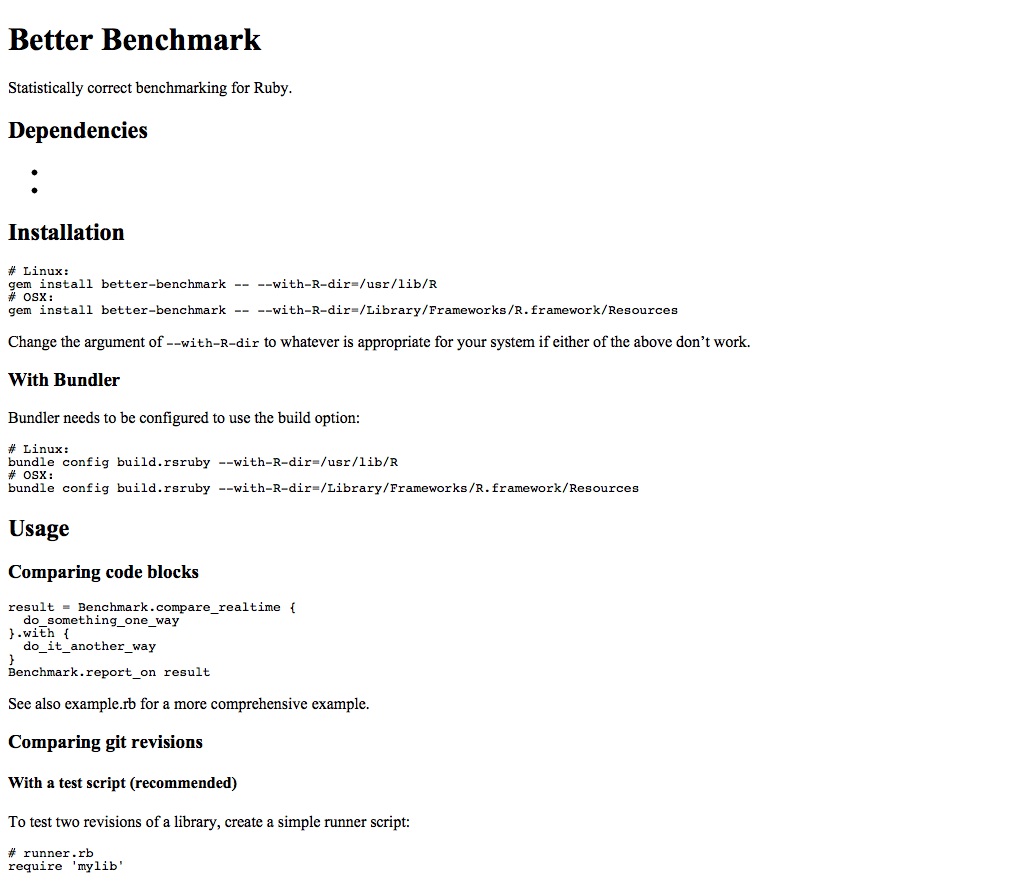 Better Benchmark
Statistically correct benchmarking for Ruby.
Dependencies
Installation
# Linux:
gem install better-benchmark -- --with-R-dir=/usr/lib/R
# OSX:
gem install better-benchmark -- --with-R-dir=/Library/Frameworks/R.framework/Resources
Change the argument of --with-R-dir to whatever is appropriate for your system if either of the above don’t work.
With Bundler
Bundler needs to be configured to use the build option:
# Linux:
bundle config build.rsruby --with-R-dir=/usr/lib/R
# OSX:
bundle config build.rsruby --with-R-dir=/Library/Frameworks/R.framework/Resources
Usage
Comparing code blocks
result = Benchmark.compare_realtime {
  do_something_one_way
}.with {
  do_it_another_way
}
Benchmark.report_on result
See also example.rb for a more comprehensive example.
Comparing git revisions
With a test script (recommended)
To test two revisions of a library, create a simple runner script:
# runner.rb
require 'mylib'